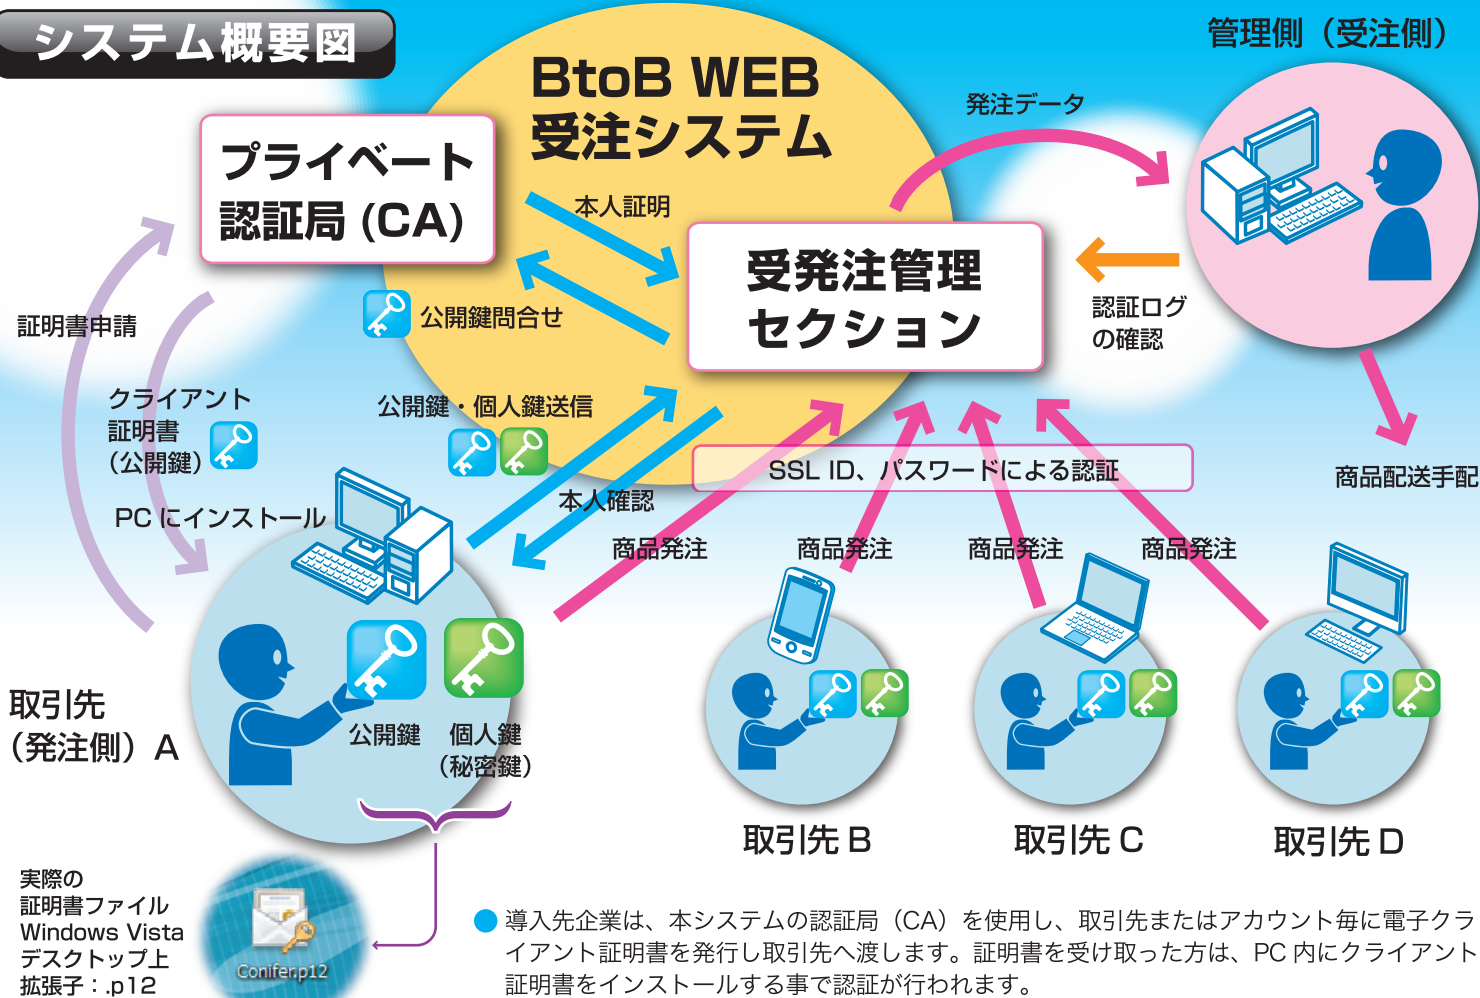 システム概要図
BtoB WEB
受注システム
管理側（受注側）
発注データ
プライベート
認証局 (CA)
本人証明
受発注管理
セクション
認証ログ
の確認
証明書申請
公開鍵問合せ
クライアント
証明書
（公開鍵）
公開鍵・個人鍵送信
SSL ID、パスワードによる認証
商品配送手配
PC にインストール
本人確認
商品発注
商品発注
商品発注
商品発注
取引先
（発注側）A
公開鍵
個人鍵
（秘密鍵）
取引先 B
取引先 C
取引先 D
実際の
証明書ファイル
Windows Vista
デスクトップ上
拡張子：.p12
Conifer.p12
● 導入先企業は、本システムの認証局（CA）を使用し、取引先またはアカウント毎に電子クラ
イアント証明書を発行し取引先へ渡します。証明書を受け取った方は、PC 内にクライアント
証明書をインストールする事で認証が行われます。